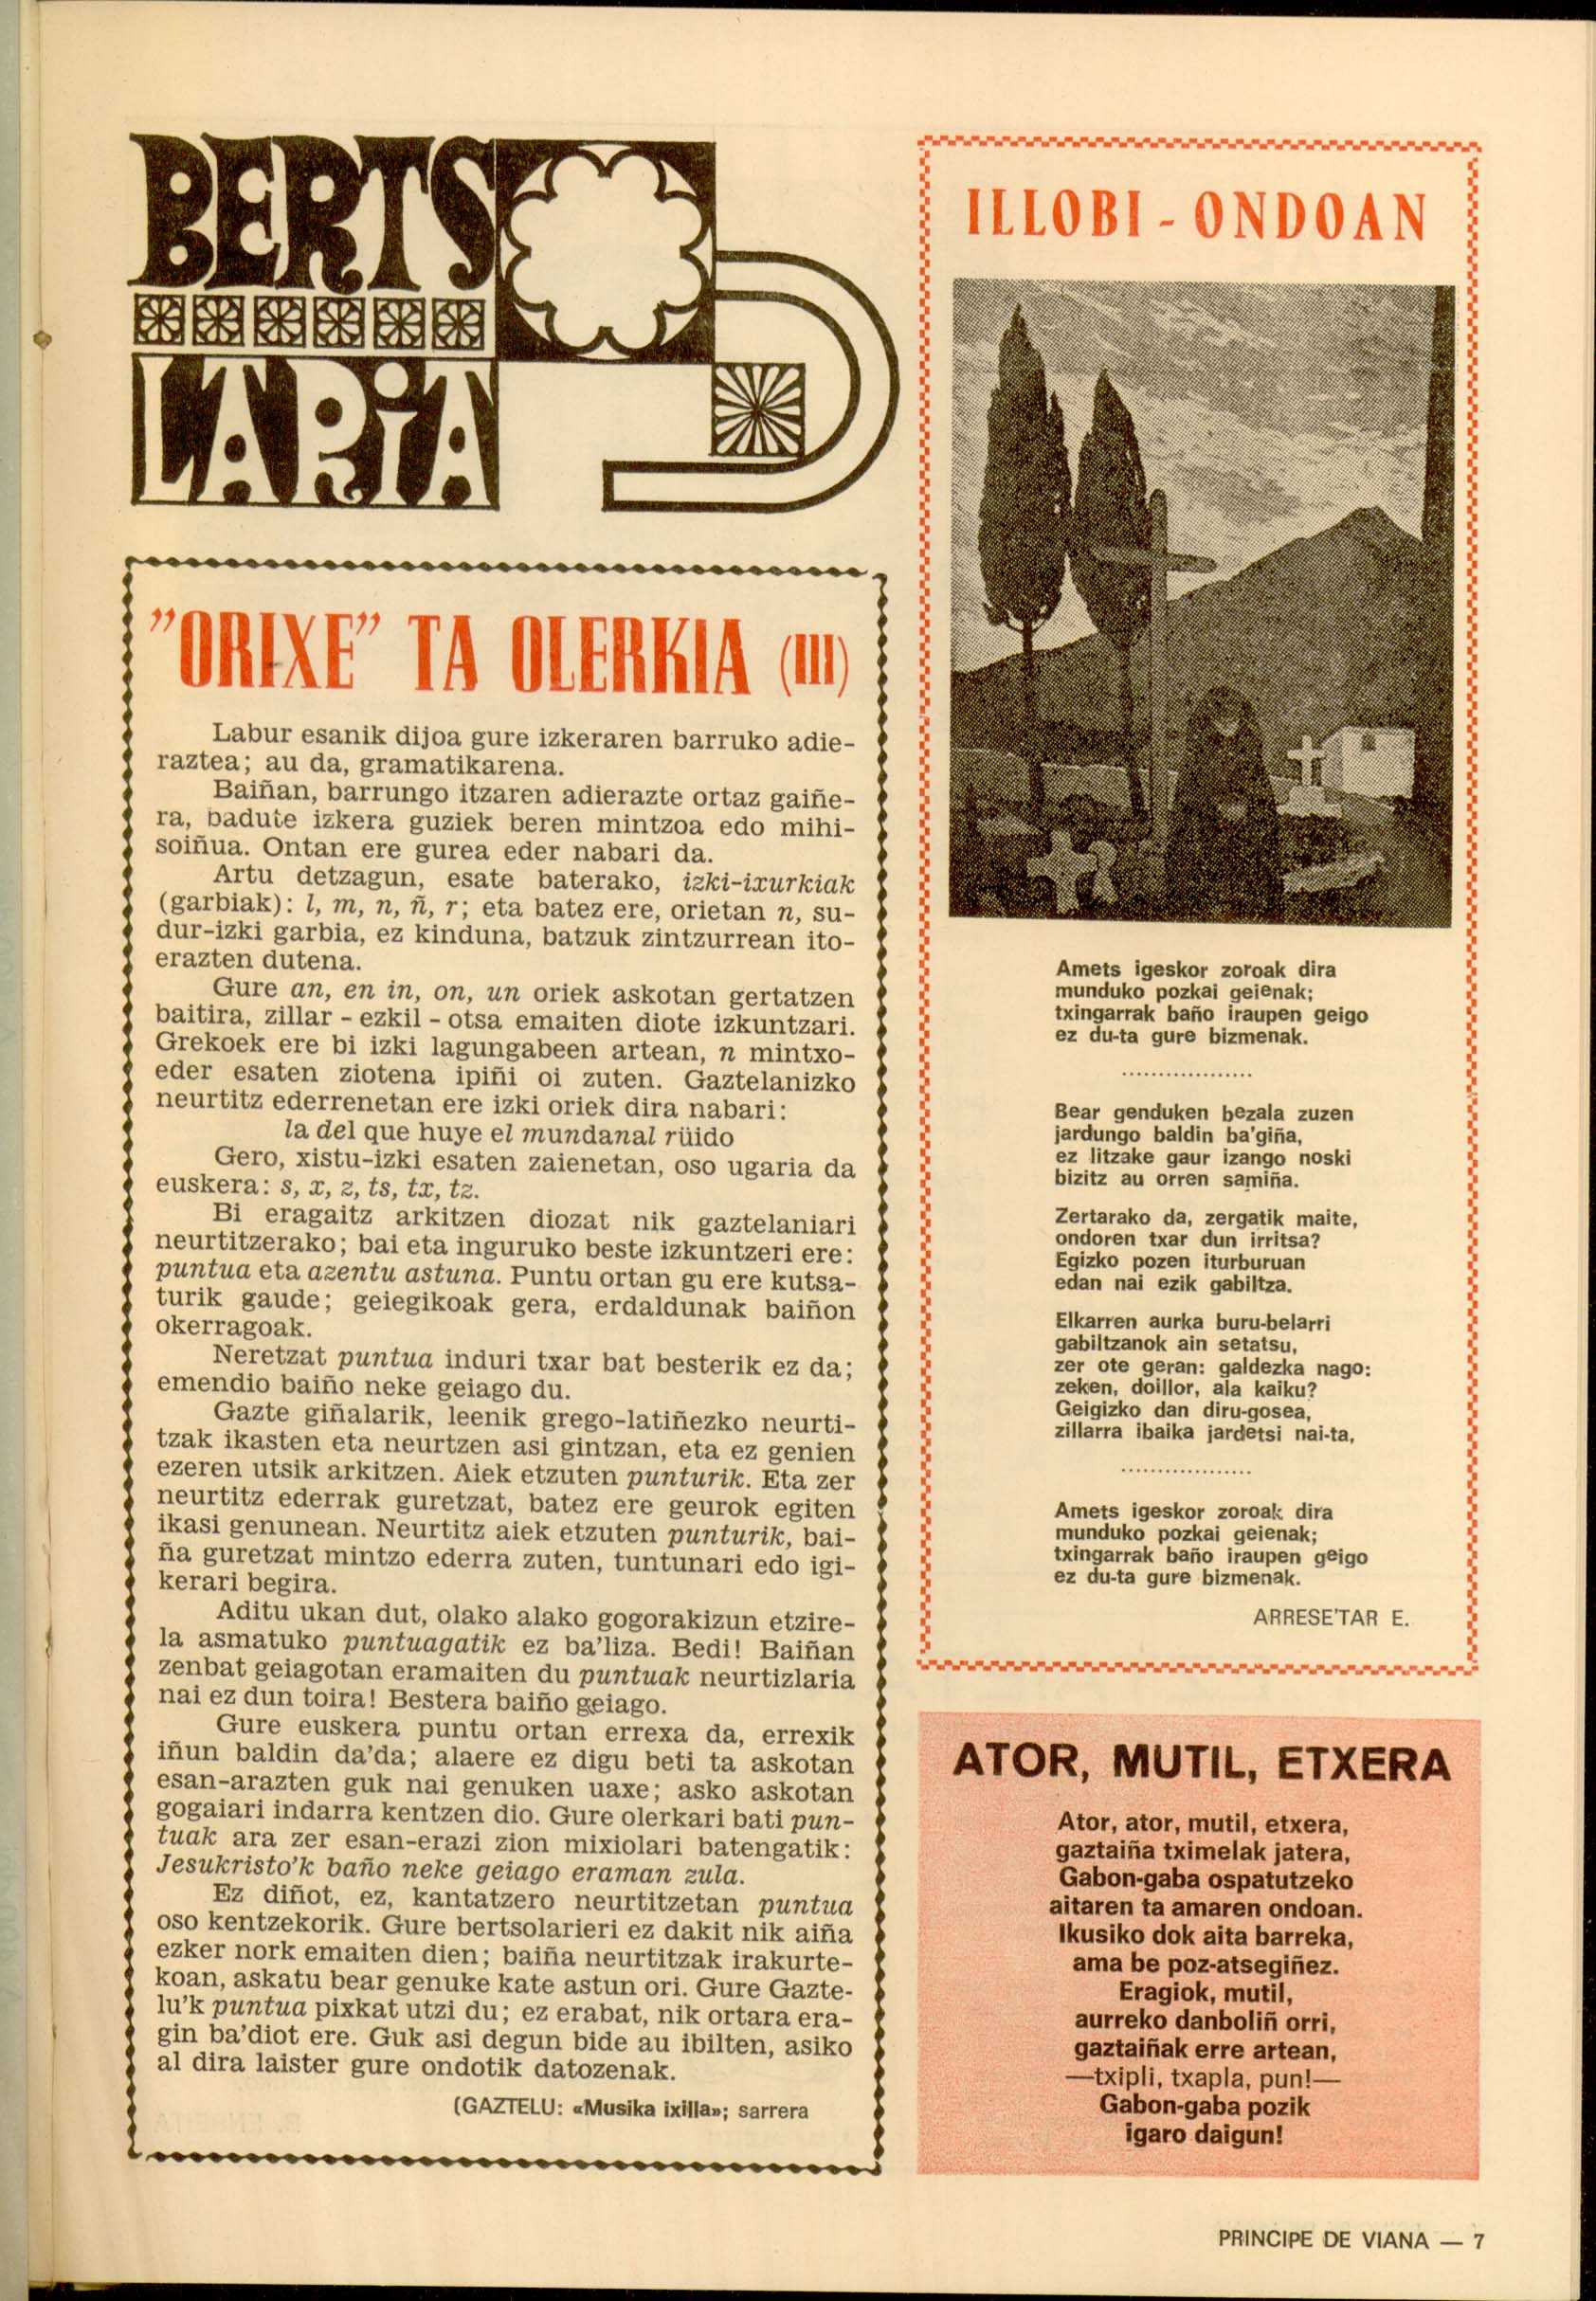 BERTS
LARIA
"ORIXE" TA OLERKIA (III)
Labur esanik dijoa gure izkeraren barruko adie-
raztea; au da, gramatikarena.
Baiñan, barrungo itzaren adierazte ortaz gaiñe-
ra, badute izkera guziek beren mintzoa edo mihi-
soiñua. Ontan ere gurea eder nabari da.
Artu detzagun, esate baterako, izki-ixurkiak
(garbiak): l, m, n, ñ, r; eta batez ere, orietan n, su-
dur-izki garbia, ez kinduna, batzuk zintzurrean ito-
erazten dutena.
Gure an, en in, on, un oriek askotan gertatzen
baitira, zillar - ezkil - otsa emaiten diote izkuntzari.
Grekoek ere bi izki lagungabeen artean, n mintxo-
eder esaten ziotena ipiñi oi zuten. Gaztelanizko
neurtitz ederrenetan ere izki oriek dira nabari:
la del que huye el mundanal rüido
Gero, xistu-izki esaten zaienetan, oso ugaria da
euskera: s, x, z, ts, tx, tz.
Bi eragaitz arkitzen diozat nik gaztelaniari
neurtitzerako; bai eta inguruko beste izkuntzeri ere:
puntua eta azentu astuna. Puntu ortan gu ere kutsa-
turik gaude; geiegikoak gera, erdaldunak baiñon
okerragoak.
Neretzat puntua induri txar bat besterik ez da;
emendio baiño neke geiago du.
Gazte giñalarik, leenik grego-latiñezko neurti-
tzak ikasten eta neurtzen asi gintzan, eta ez genien
ezeren utsik arkitzen. Aiek etzuten punturik. Eta zer
neurtitz ederrak guretzat, batez ere geurok egiten
ikasi genunean. Neurtitz aiek etzuten punturik, bai-
ña guretzat mintzo ederra zuten, tuntunari edo igi-
kerari begira.
Aditu ukan dut, olako alako gogorakizun etzire-
la asmatuko puntuagatik ez ba'liza. Bedi! Baiñan
zenbat geiagotan eramaiten du puntuak neurtizlaria
nai ez dun toira! Bestera baiño geiago.
Gure euskera puntu ortan errexa da, errexik
iñun baldin da'da; alaere ez digu beti ta askotan
esan-arazten guk nai genuken uaxe; asko askotan
gogaiari indarra kentzen dio. Gure olerkari bati pun-
tuak ara zer esan-erazi zion mixiolari batengatik:
Jesukristo'k baño neke geiago eraman zula.
Ez diñot, ez, kantatzero neurtitzetan puntua
oso kentzekorik. Gure bertsolarieri ez dakit nik aiña
ezker nork emaiten dien; baiña neurtitzak irakurte-
koan, askatu bear genuke kate astun ori. Gure Gazte-
lu'k puntua pixkat utzi du; ez erabat, nik ortara era-
gin ba'diot ere. Guk asi degun bide au ibilten, asiko
al dira laister gure ondotik datozenak.
(GAZTELU: «Musika ixilla»; sarrera
ILLOBI - ONDOAN
Amets igeskor zoroak dira
munduko pozkai geienak;
txingarrak baño iraupen geigo
ez du-ta gure bizmenak.
.................
Bear genduken bezala zuzen
jardungo baldin ba'giña,
ez litzake gaur izango noski
bizitz au orren samiña.
Zertarako da, zergatik maite,
ondoren txar dun irritsa?
Egizko pozen iturburuan
edan nai ezik gabiltza.
Elkarren aurka buru-belarri
gabiltzanok ain setatsu,
zer ote geran: galdezka nago:
zeken, doillor, ala kaiku?
Geigizko dan diru-gosea,
zillarra ibaika jardetsi nai-ta,
.................
Amets igeskor zoroak dira
munduko pozkai geienak;
txingarrak baño iraupen geigo
ez du-ta gure bizmenak.
ARRESE'TAR E.
ATOR, MUTIL, ETXERA
Ator, ator, mutil, etxera,
gaztaiña tximelak jatera,
Gabon-gaba ospatutzeko
aitaren ta amaren ondoan.
Ikusiko dok aita barreka,
ama be poz-atsegiñez.
Eragiok, mutil,
aurreko danboliñ orri,
gaztaiñak erre artean,
—txipli, txapla, pun!—
Gabon-gaba pozik
igaro daigun!
PRINCIPE DE VIANA — 7